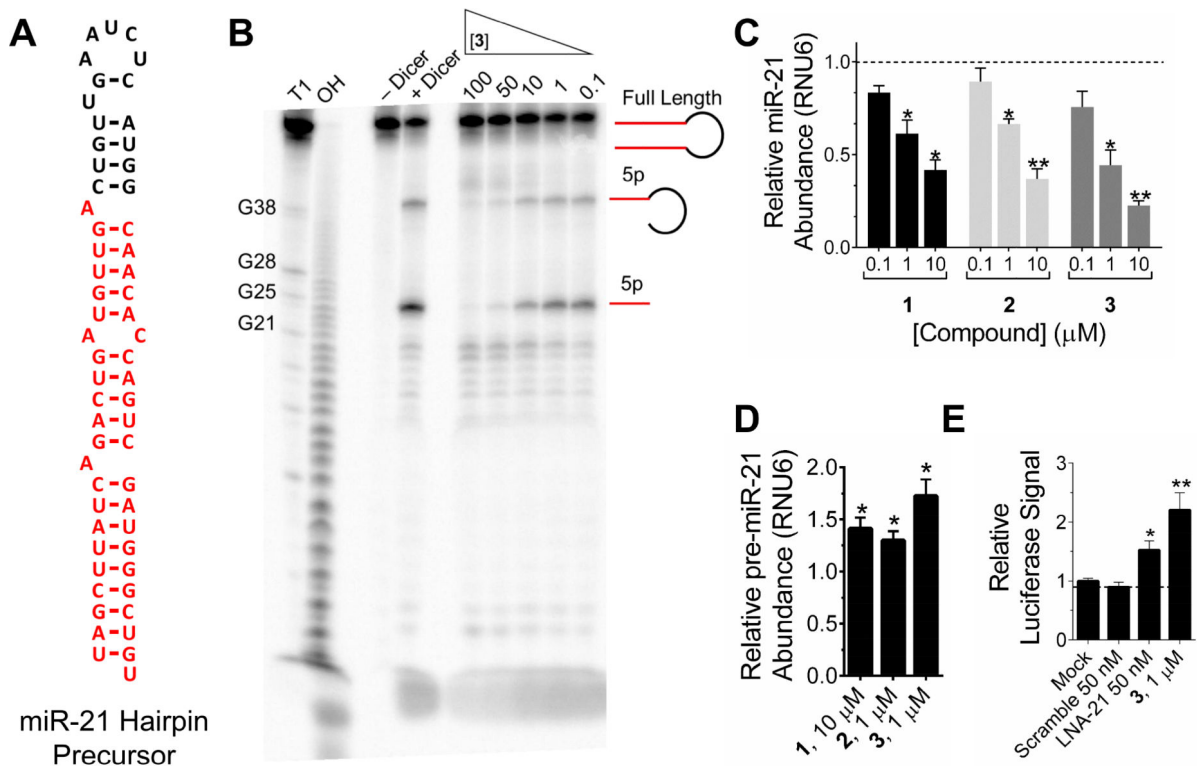 A
A U C
A U
G-C
U
U-A
G-U
U-G
C-G
A
G-C
U-A
U-A
G-C
U-A
A C
G-C
U-A
C-G
A-U
G-C
A
C-G
U-A
A-U
U-G
U-G
C-G
G-C
A-U
U-G
U
miR-21 Hairpin
Precursor
B
[3]
T1
OH
– Dicer
+ Dicer
100
50
10
1
0.1
G38
G28
G25
G21
Full Length
5p
5p
C
Relative miR-21
Abundance (RNU6)
1.0
0.5
0.0
* * * ** * **
0.1 1 10 0.1 1 10 0.1 1 10
1 2 3
[Compound] (μM)
D
Relative pre-miR-21
Abundance (RNU6)
2.0
1.5
1.0
0.5
0.0
* * *
1, 10 μM
2, 1 μM
3, 1 μM
E
Relative
Luciferase Signal
3
2
1
0
* **
Mock
Scramble 50 nM
LNA-21 50 nM
3, 1 μM